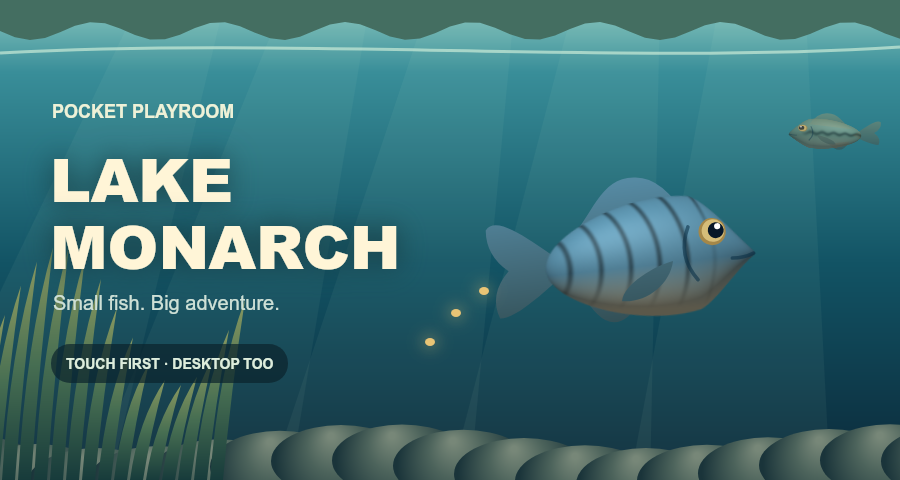 POCKET PLAYROOM
LAKE
MONARCH
Small fish. Big adventure.
TOUCH FIRST · DESKTOP TOO